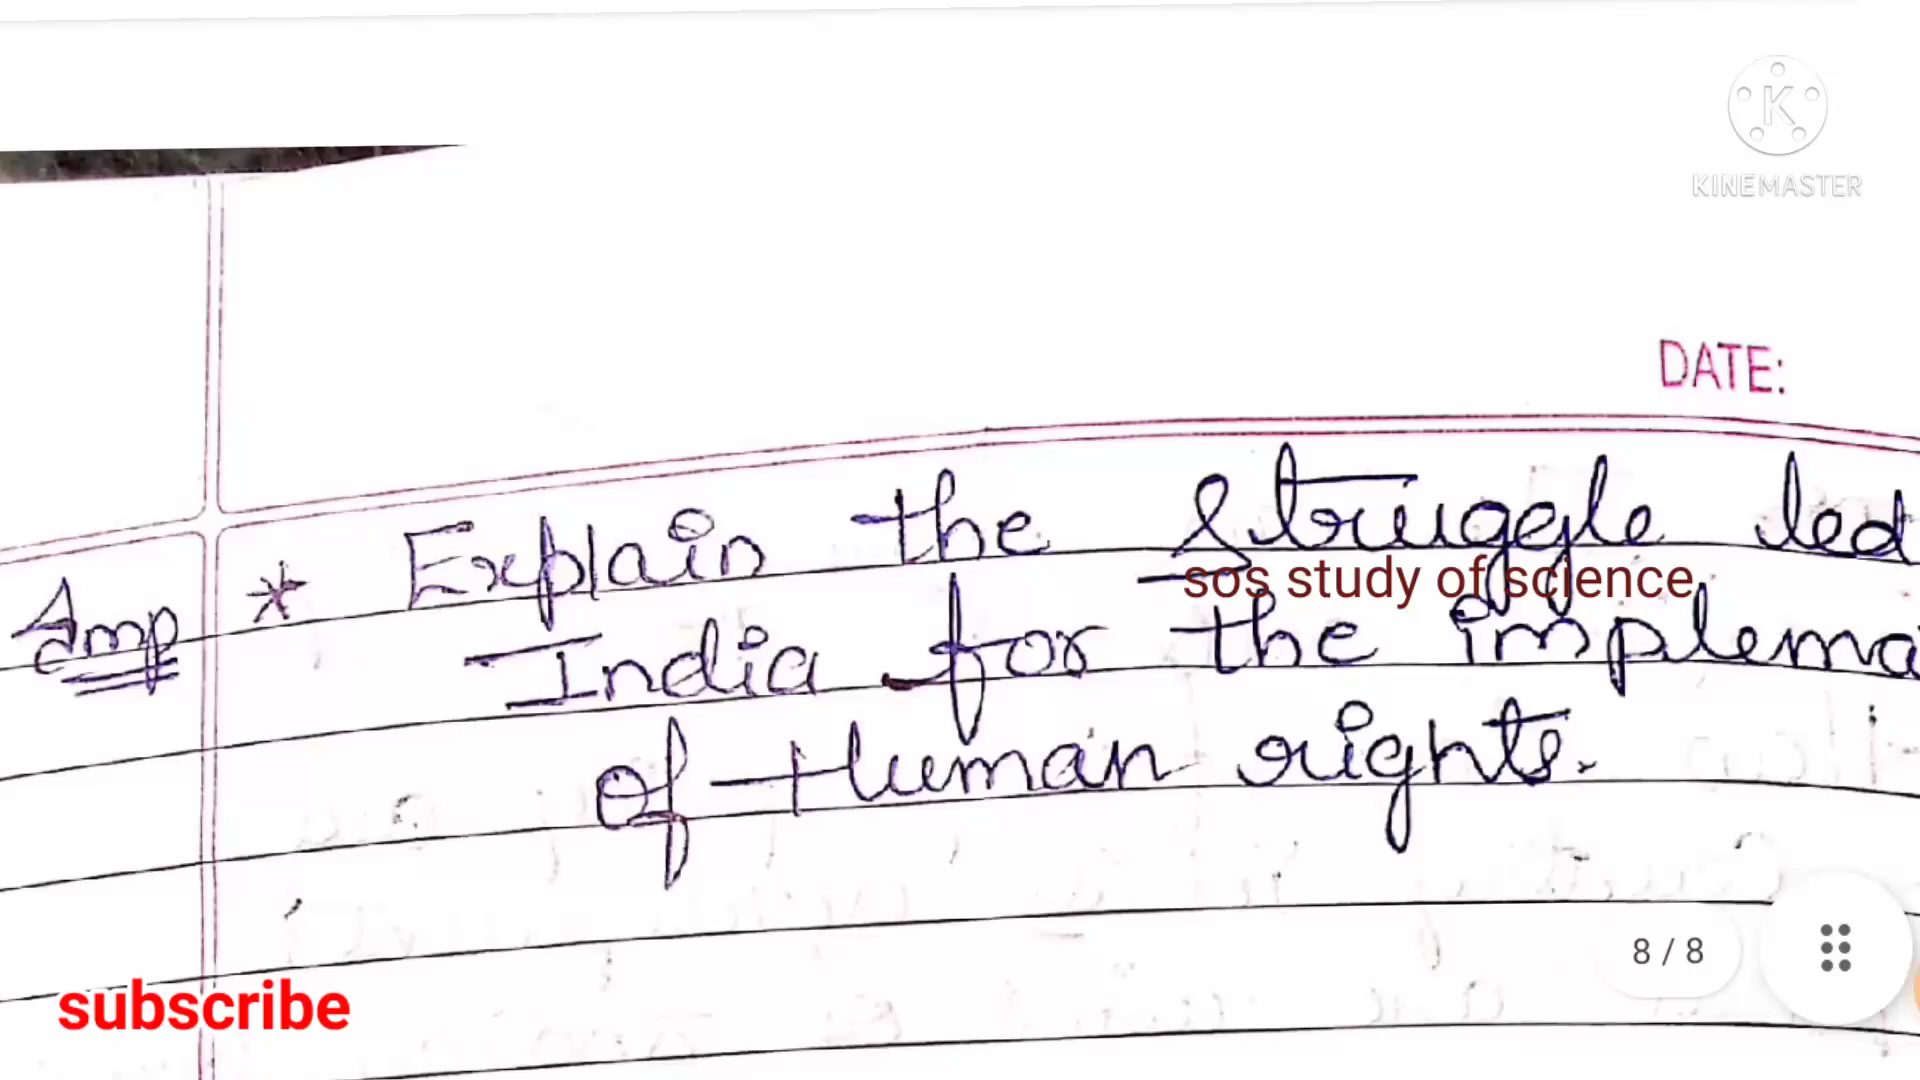 KINEMASTER
DATE:
* Explain the struggle led
sos study of science
Imp
India for the implema
of Human rights.
8 / 8
subscribe